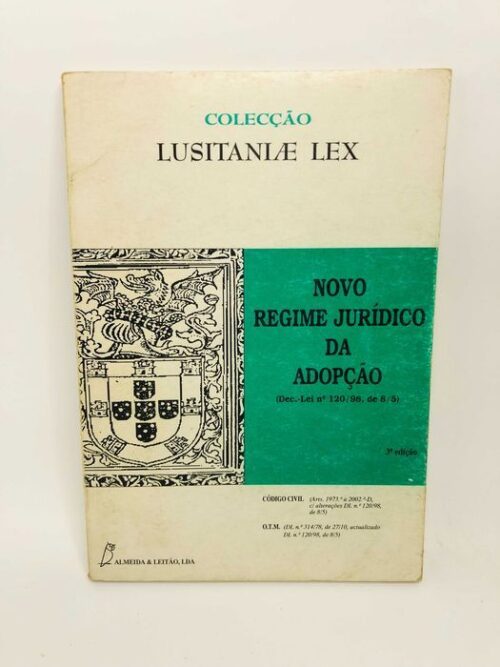 COLECÇÃO
LUSITANIÆ LEX
NOVO
REGIME JURÍDICO
DA
ADOPÇÃO
(Dec.-Lei nº 120/98, de 8/5)
3ª edição
CÓDIGO CIVIL (Arts. 1973.º a 2002.º-D,
c/ alterações DL n.º 120/98,
de 8/5)
O.T.M. (DL n.º 314/78, de 27/10, actualizado
DL n.º 120/98, de 8/5)
ALMEIDA & LEITÃO, LDA